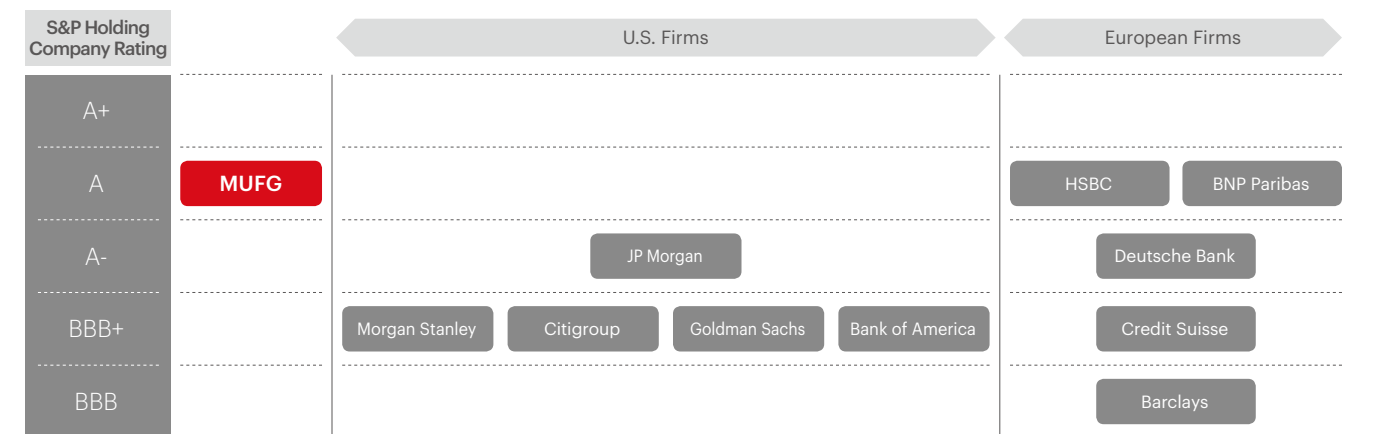 S&P Holding
Company Rating
U.S. Firms
European Firms
A+
A
MUFG
HSBC
BNP Paribas
A-
JP Morgan
Deutsche Bank
BBB+
Morgan Stanley
Citigroup
Goldman Sachs
Bank of America
Credit Suisse
BBB
Barclays